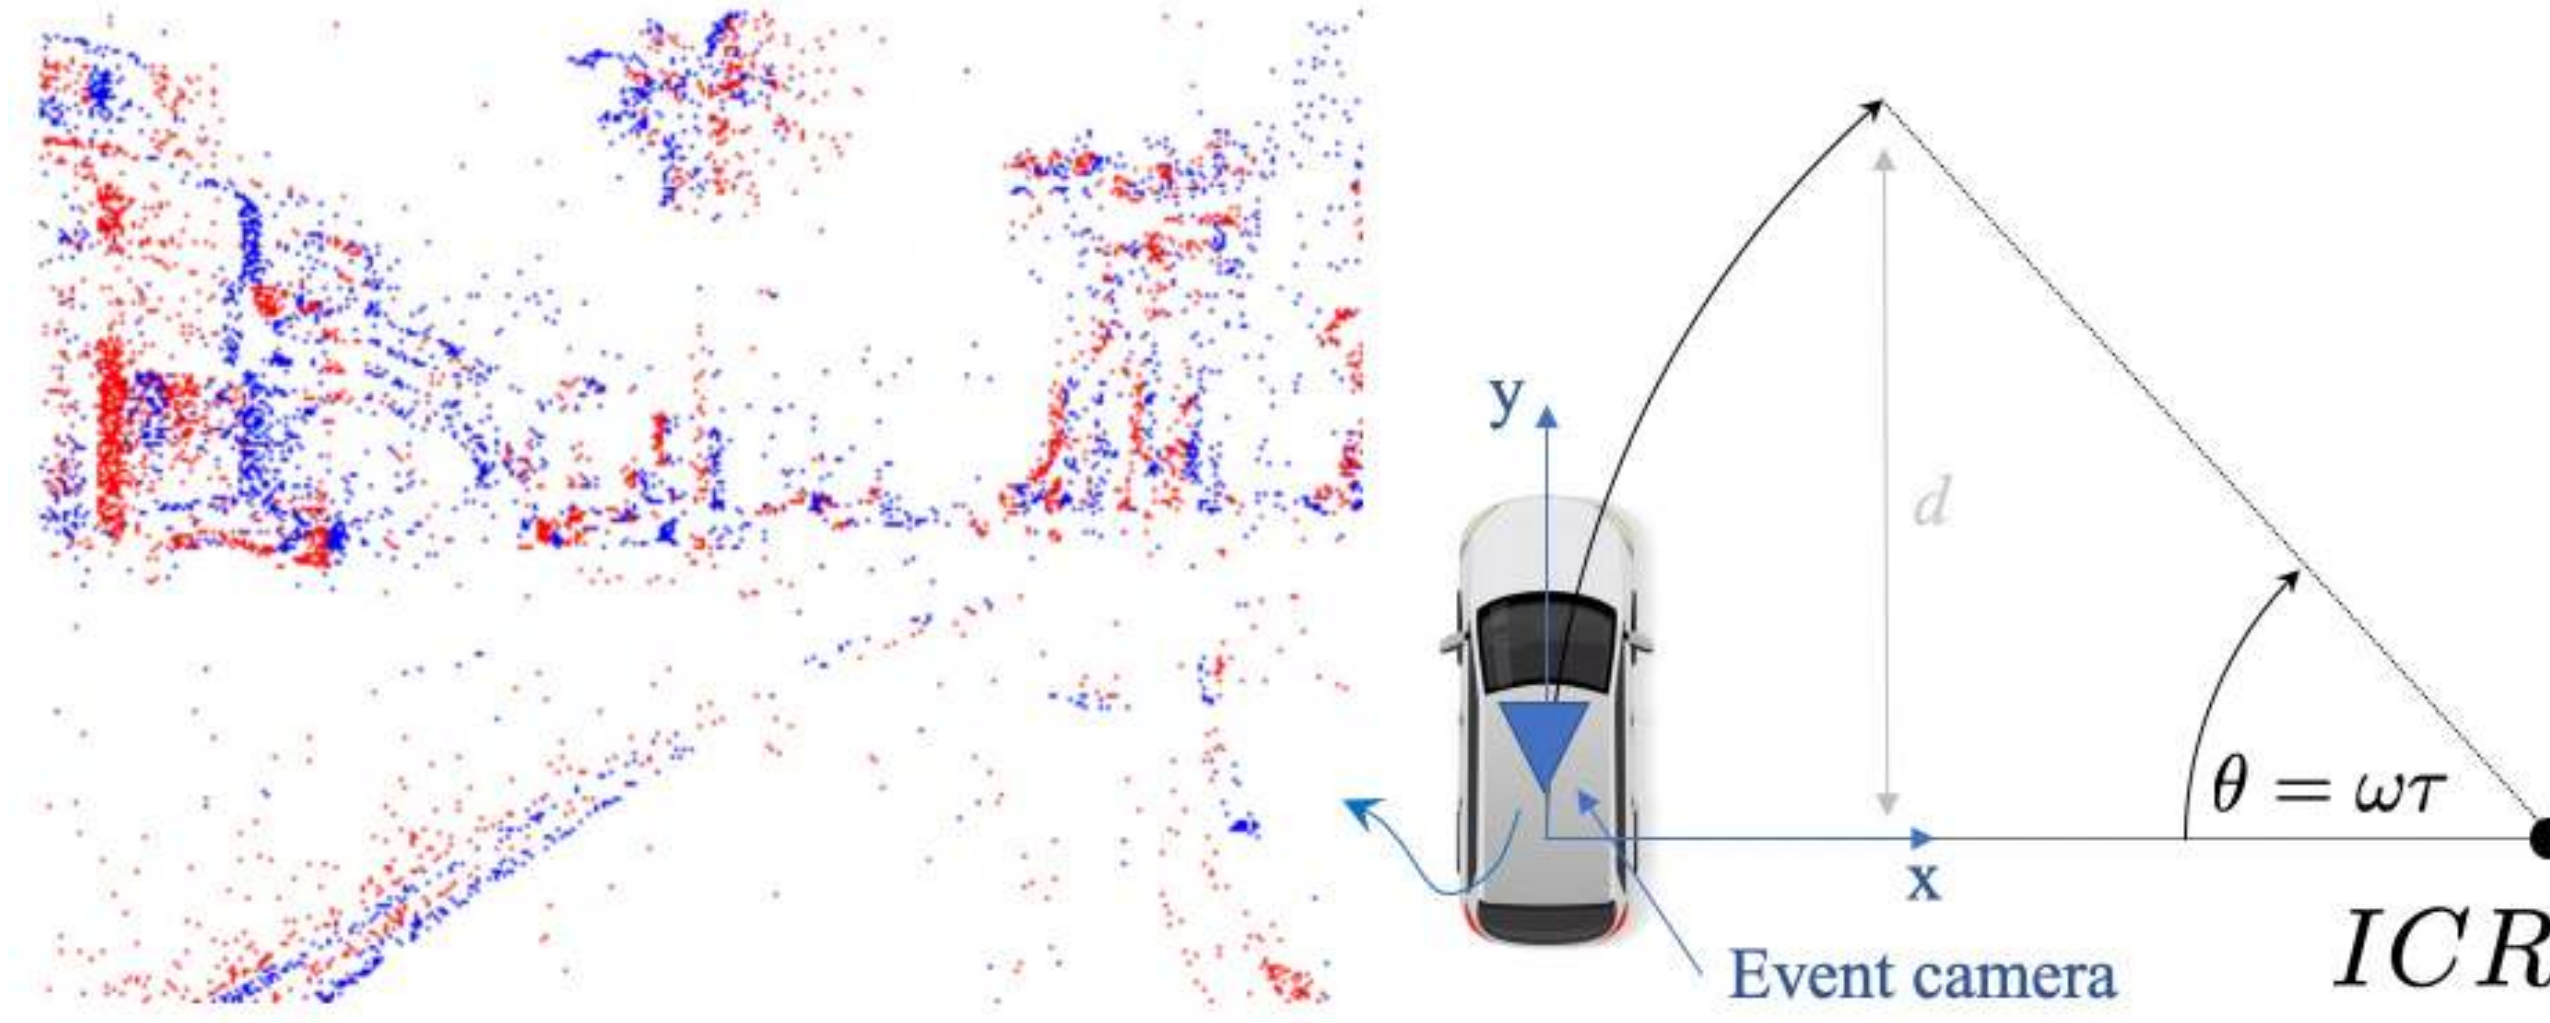 y
d
θ = ωτ
x
ICR
Event camera